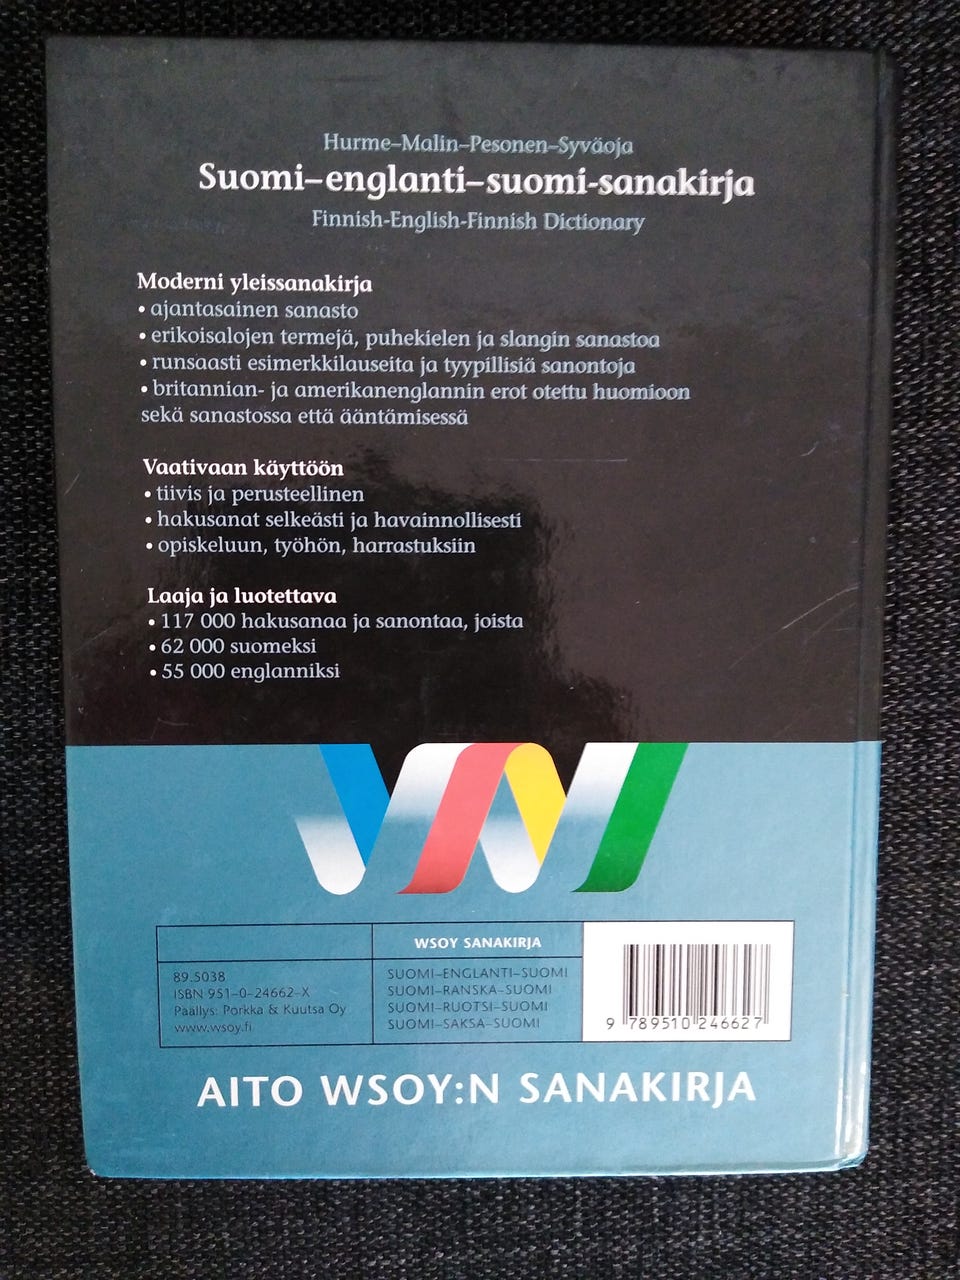 Hurme–Malin–Pesonen–Syväoja
Suomi–englanti–suomi-sanakirja
Finnish-English-Finnish Dictionary
Moderni yleissanakirja
• ajantasainen sanasto
• erikoisalojen termejä, puhekielen ja slangin sanastoa
• runsaasti esimerkkilauseita ja tyypillisiä sanontoja
• britannian- ja amerikanenglannin erot otettu huomioon
sekä sanastossa että ääntämisessä
Vaativaan käyttöön
• tiivis ja perusteellinen
• hakusanat selkeästi ja havainnollisesti
• opiskeluun, työhön, harrastuksiin
Laaja ja luotettava
• 117 000 hakusanaa ja sanontaa, joista
• 62 000 suomeksi
• 55 000 englanniksi
WSOY SANAKIRJA
89.5038
ISBN 951–0–24662–X
Päällys: Porkka & Kuutsa Oy
www.wsoy.fi
SUOMI–ENGLANTI–SUOMI
SUOMI–RANSKA–SUOMI
SUOMI–RUOTSI–SUOMI
SUOMI–SAKSA–SUOMI
9 789510 246627
AITO WSOY:N SANAKIRJA